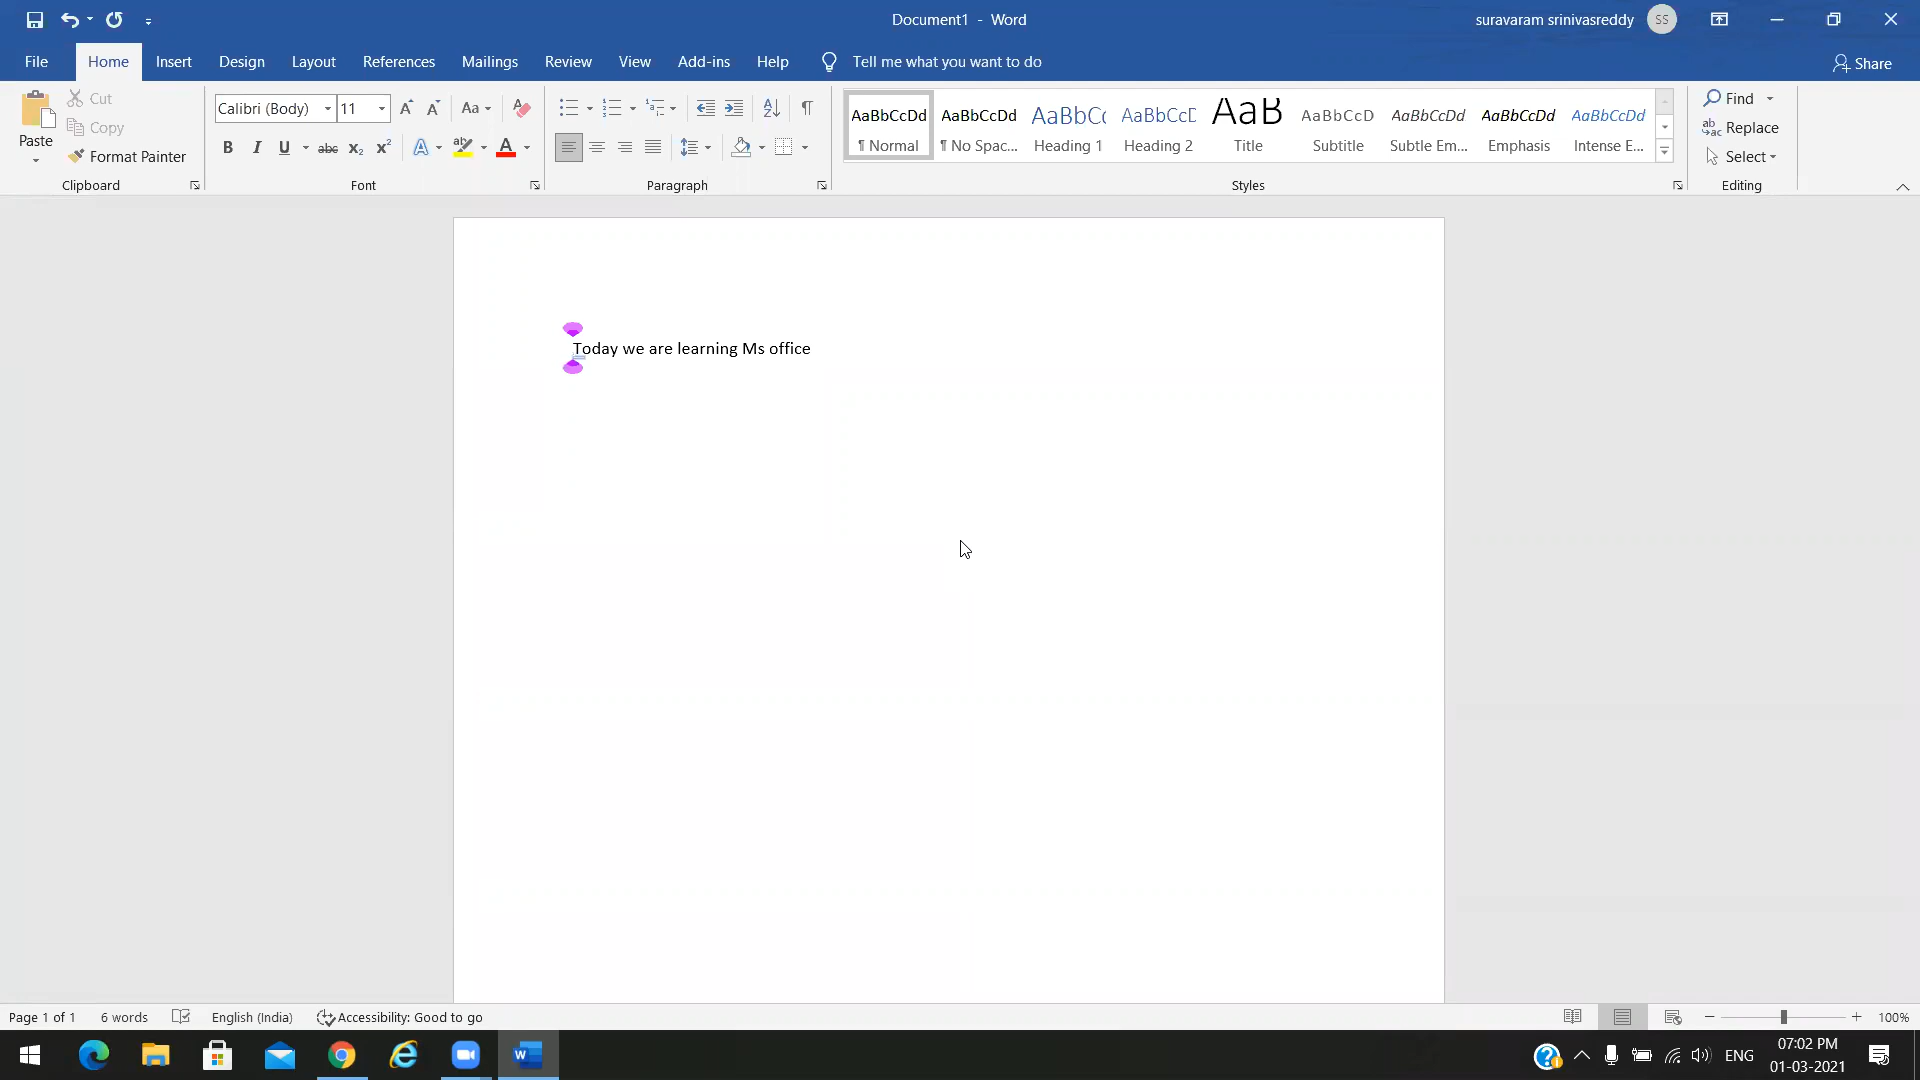 Document1 - Word
suravaram srinivasreddy
SS
File Home Insert Design Layout References Mailings Review View Add-ins Help Tell me what you want to do
Share
Paste
Cut
Copy
Format Painter
Clipboard
Calibri (Body) 11
Font
Paragraph
AaBbCcDd
¶ Normal
AaBbCcDd
¶ No Spac...
AaBbCc
Heading 1
AaBbCcD
Heading 2
AaB
Title
AaBbCcD
Subtitle
AaBbCcDd
Subtle Em...
AaBbCcDd
Emphasis
AaBbCcDd
Intense E...
Styles
Find
Replace
Select
Editing
Today we are learning Ms office
Page 1 of 1 6 words English (India) Accessibility: Good to go
100%
ENG
07:02 PM
01-03-2021